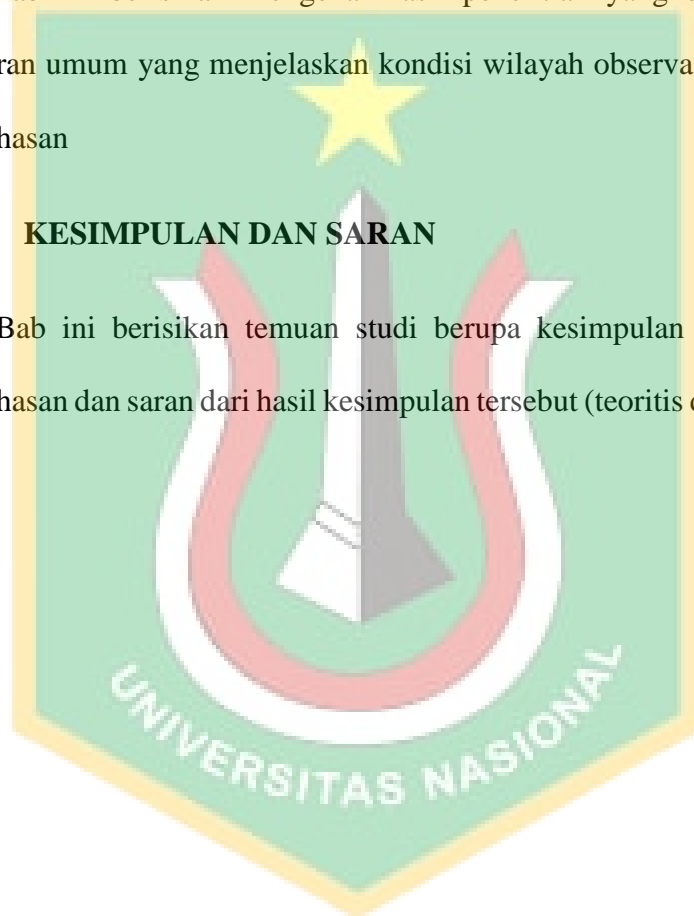 ran umum yang menjelaskan kondisi wilayah observa
hasan
KESIMPULAN DAN SARAN
Bab ini berisikan temuan studi berupa kesimpulan
hasan dan saran dari hasil kesimpulan tersebut (teoritis
UNIVERSITAS NASIONAL